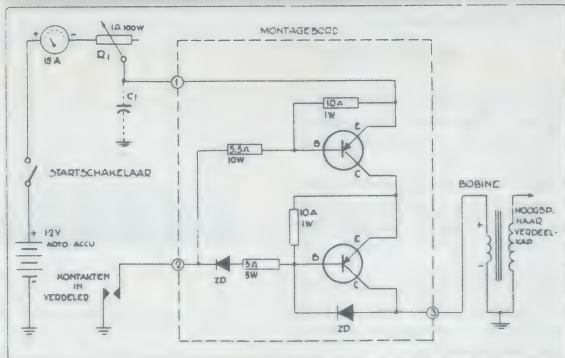 MONTAGEBORD
1Ω 100W
+
-
15 A
R1
C1
1
10Ω
1W
E
B
C
5.5Ω
10W
STARTSCHAKELAAR
BOBINE
HOOGSP.
NAAR
VERDEEL-
KAP
+
-
10Ω
1W
E
B
C
+
12V
AUTO-ACCU
-
KONTAKTEN
IN
VERDELER
2
ZD
5Ω
5W
ZD
3